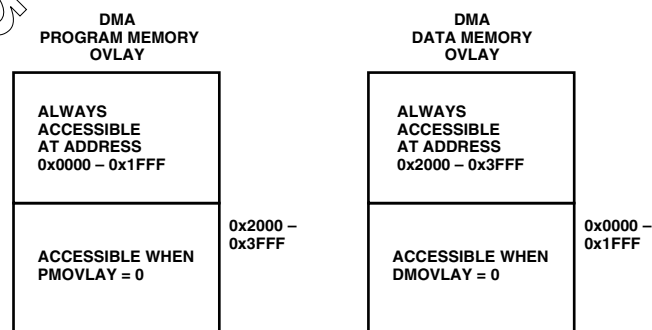 DMA
PROGRAM MEMORY
OVLAY
ALWAYS
ACCESSIBLE
AT ADDRESS
0x0000 – 0x1FFF
0x2000 –
0x3FFF
ACCESSIBLE WHEN
PMOVLAY = 0
DMA
DATA MEMORY
OVLAY
ALWAYS
ACCESSIBLE
AT ADDRESS
0x2000 – 0x3FFF
0x0000 –
0x1FFF
ACCESSIBLE WHEN
DMOVLAY = 0